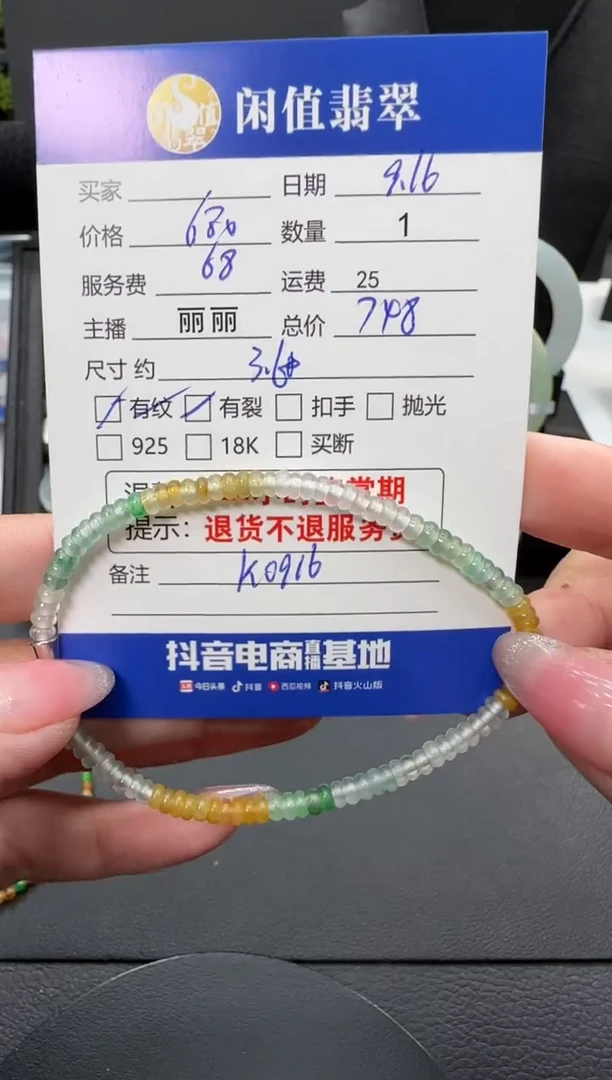 闲值翡翠
买家 日期 9.16
价格 680 数量 1
服务费 68 运费 25
主播 丽丽 总价 748
尺寸 约 3.6
有纹 有裂 扣手 抛光
925 18K 买断
提示：退货不退服务
备注 K0916
抖音电商直播基地
今日头条 抖音 西瓜视频 抖音火山版